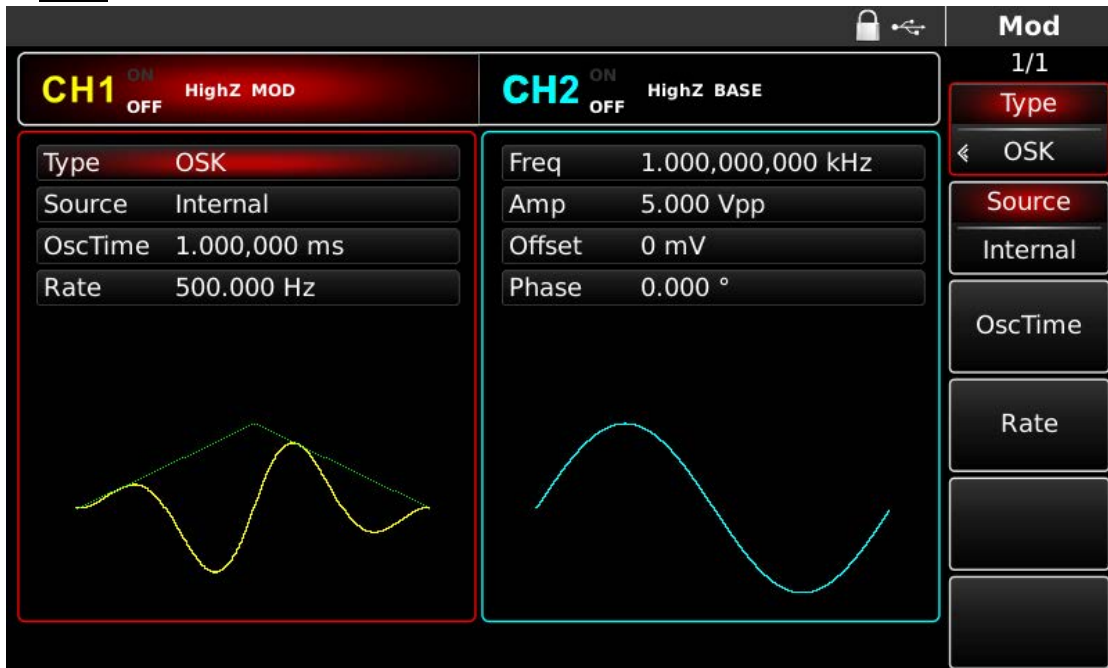 Mod
1/1
CH1 ON OFF HighZ MOD
CH2 ON OFF HighZ BASE
Type OSK
Source Internal
OscTime 1.000,000 ms
Rate 500.000 Hz
Freq 1.000,000,000 kHz
Amp 5.000 Vpp
Offset 0 mV
Phase 0.000 °
Type
OSK
Source
Internal
OscTime
Rate